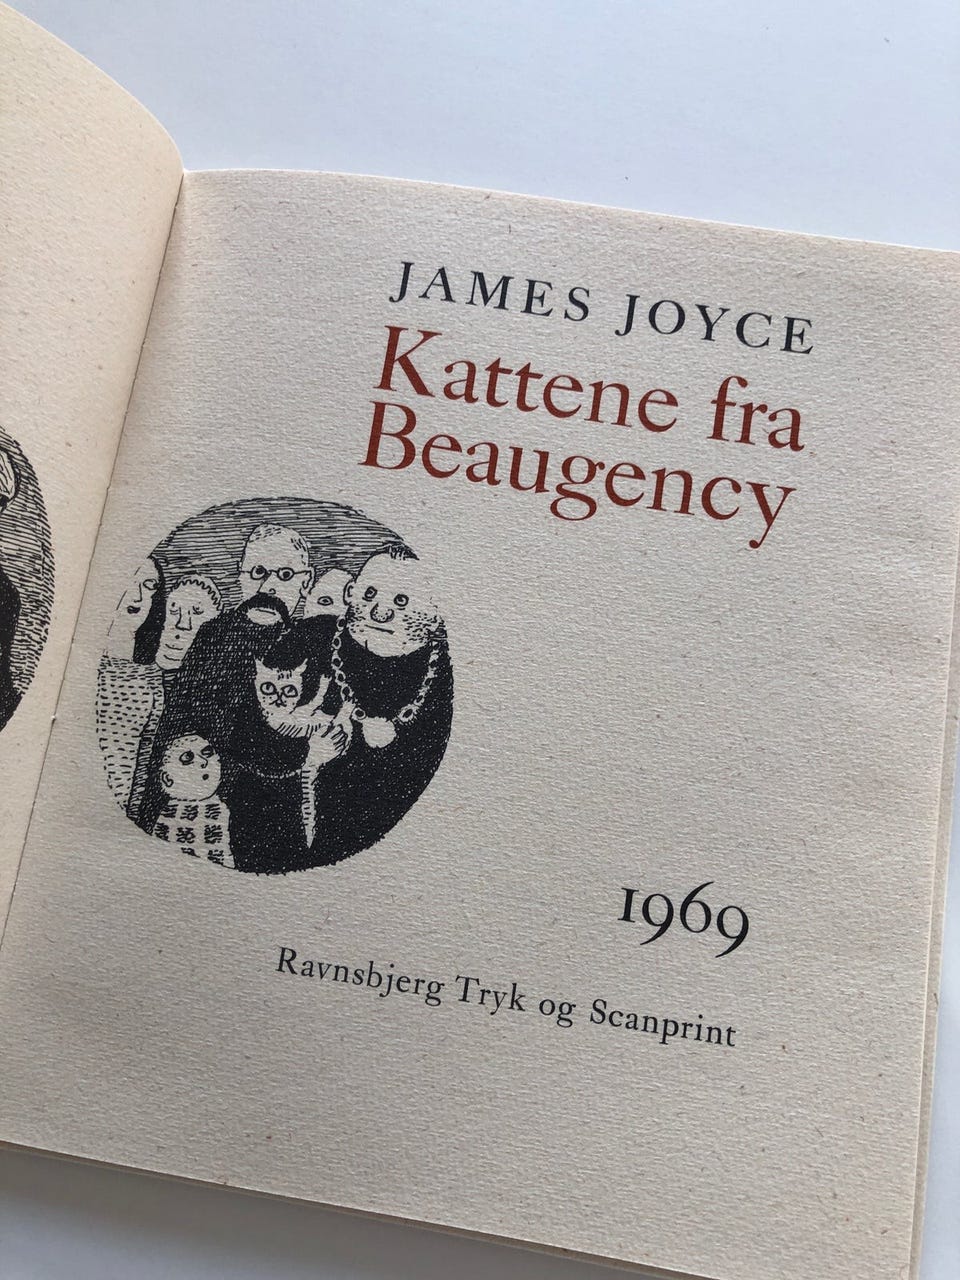 JAMES JOYCE
Kattene fra
Beaugency
1969
Ravnsbjerg Tryk og Scanprint